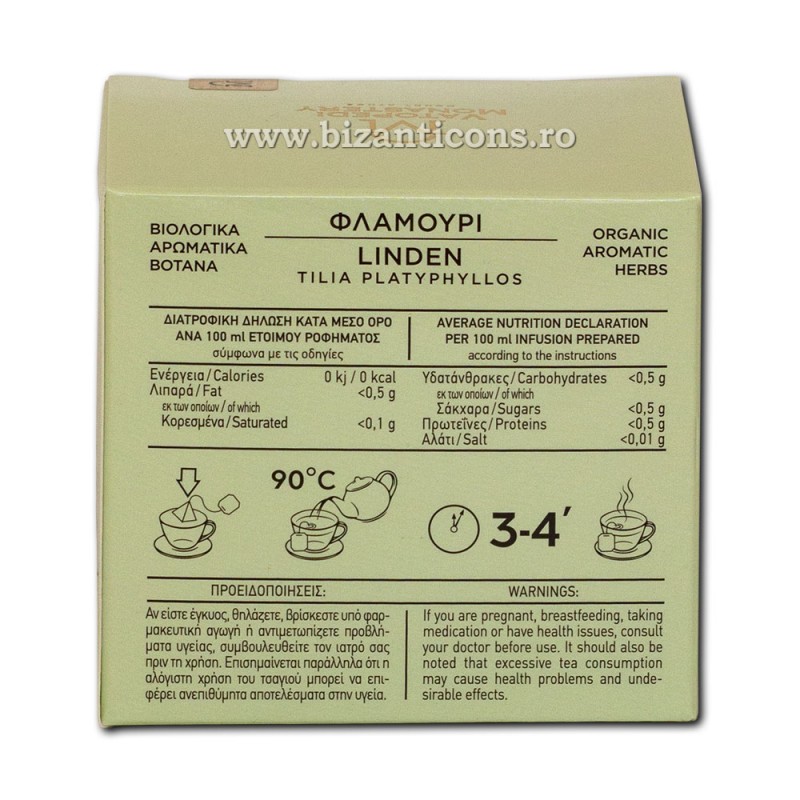 VATOPEDI
MONASTERY
www.bizanticons.ro
ΒΙΟΛΟΓΙΚΑ
ΑΡΩΜΑΤΙΚΑ
ΒΟΤΑΝΑ
ΦΛΑΜΟΥΡΙ
LINDEN
TILIA PLATYPHYLLOS
ORGANIC
AROMATIC
HERBS
ΔΙΑΤΡΟΦΙΚΗ ΔΗΛΩΣΗ ΚΑΤΑ ΜΕΣΟ ΟΡΟ
ΑΝΑ 100 ml ΕΤΟΙΜΟΥ ΡΟΦΗΜΑΤΟΣ
σύμφωνα με τις οδηγίες
AVERAGE NUTRITION DECLARATION
PER 100 ml INFUSION PREPARED
according to the instructions
Ενέργεια/Calories 0 kj / 0 kcal
Λιπαρά/Fat <0,5 g
εκ των οποίων / of which
Κορεσμένα/Saturated <0,1 g
Υδατάνθρακες/Carbohydrates <0,5 g
εκ των οποίων / of which
Σάκχαρα/Sugars <0,5 g
Πρωτεΐνες/Proteins <0,5 g
Αλάτι/Salt <0,01 g
90°C
3-4′
ΠΡΟΕΙΔΟΠΟΙΗΣΕΙΣ:
Αν είστε έγκυος, θηλάζετε, βρίσκεστε υπό φαρ-
μακευτική αγωγή ή αντιμετωπίζετε προβλή-
ματα υγείας, συμβουλευθείτε τον ιατρό σας
πριν τη χρήση. Επισημαίνεται παράλληλα ότι η
αλόγιστη χρήση του τσαγιού μπορεί να επι-
φέρει ανεπιθύμητα αποτελέσματα στην υγεία.
WARNINGS:
If you are pregnant, breastfeeding, taking
medication or have health issues, consult
your doctor before use. It should also be
noted that excessive tea consumption
may cause health problems and unde-
sirable effects.